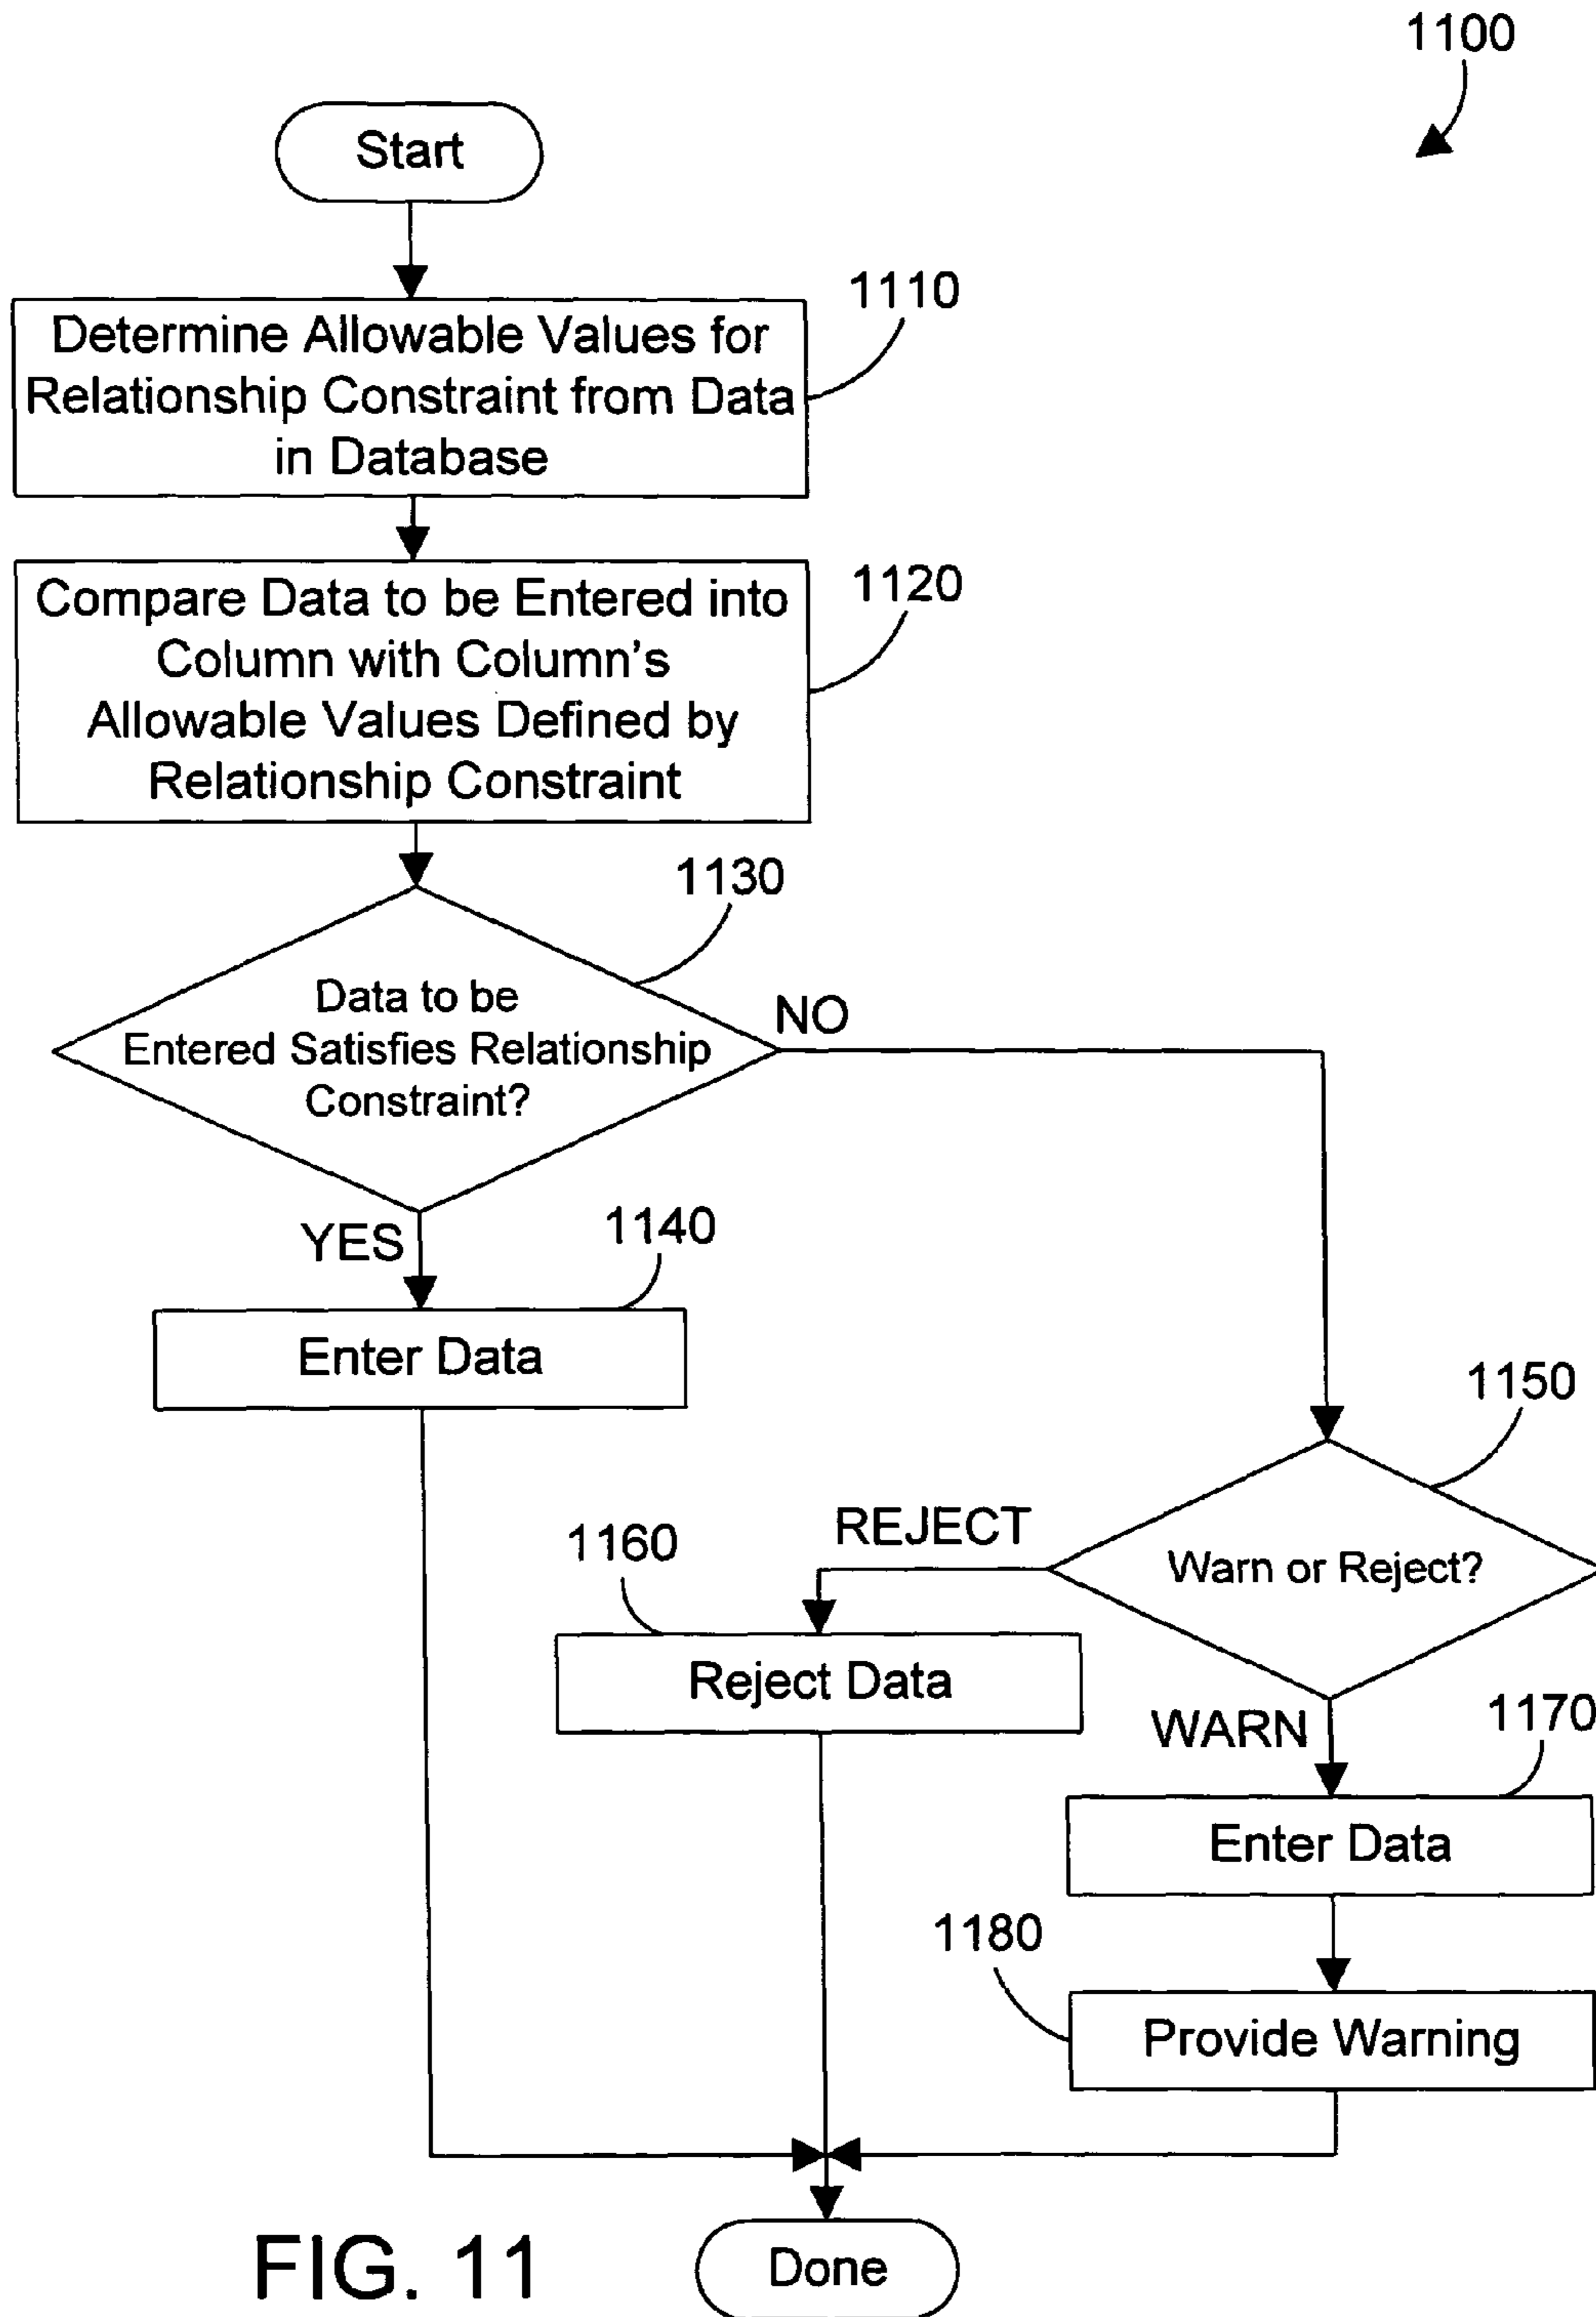 1100
Start
1110
Determine Allowable Values for
Relationship Constraint from Data
in Database
1120
Compare Data to be Entered into
Column with Column's
Allowable Values Defined by
Relationship Constraint
1130
Data to be
Entered Satisfies Relationship
Constraint?
NO
YES
1140
Enter Data
1150
Warn or Reject?
REJECT
1160
Reject Data
WARN
1170
Enter Data
1180
Provide Warning
Done
FIG. 11